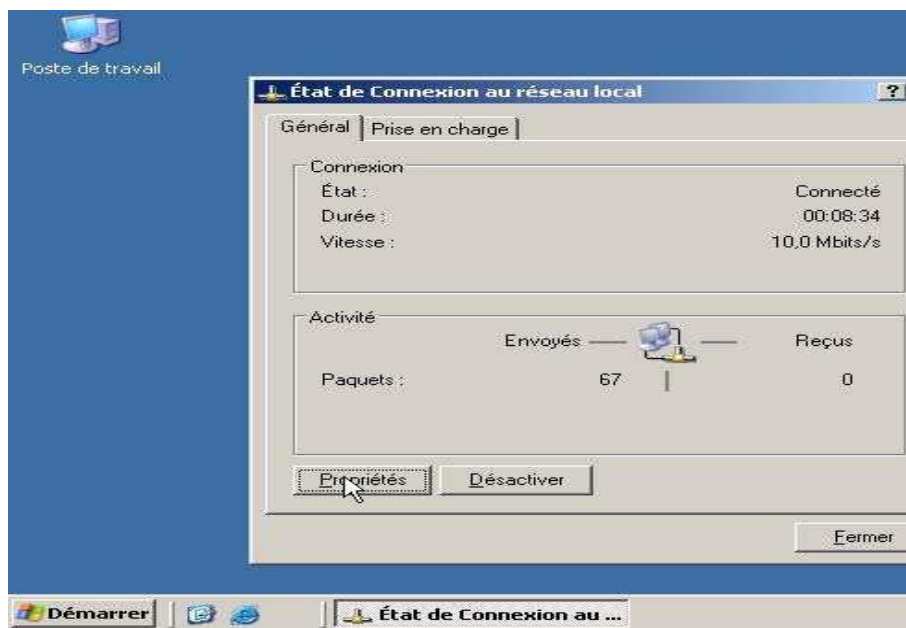 Poste de travail
État de Connexion au réseau local
?
Général
Prise en charge
Connexion
État :
Connecté
Durée :
00:08:34
Vitesse :
10,0 Mbits/s
Activité
Envoyés
Reçus
Paquets :
67
0
Propriétés
Désactiver
Fermer
Démarrer
État de Connexion au ...